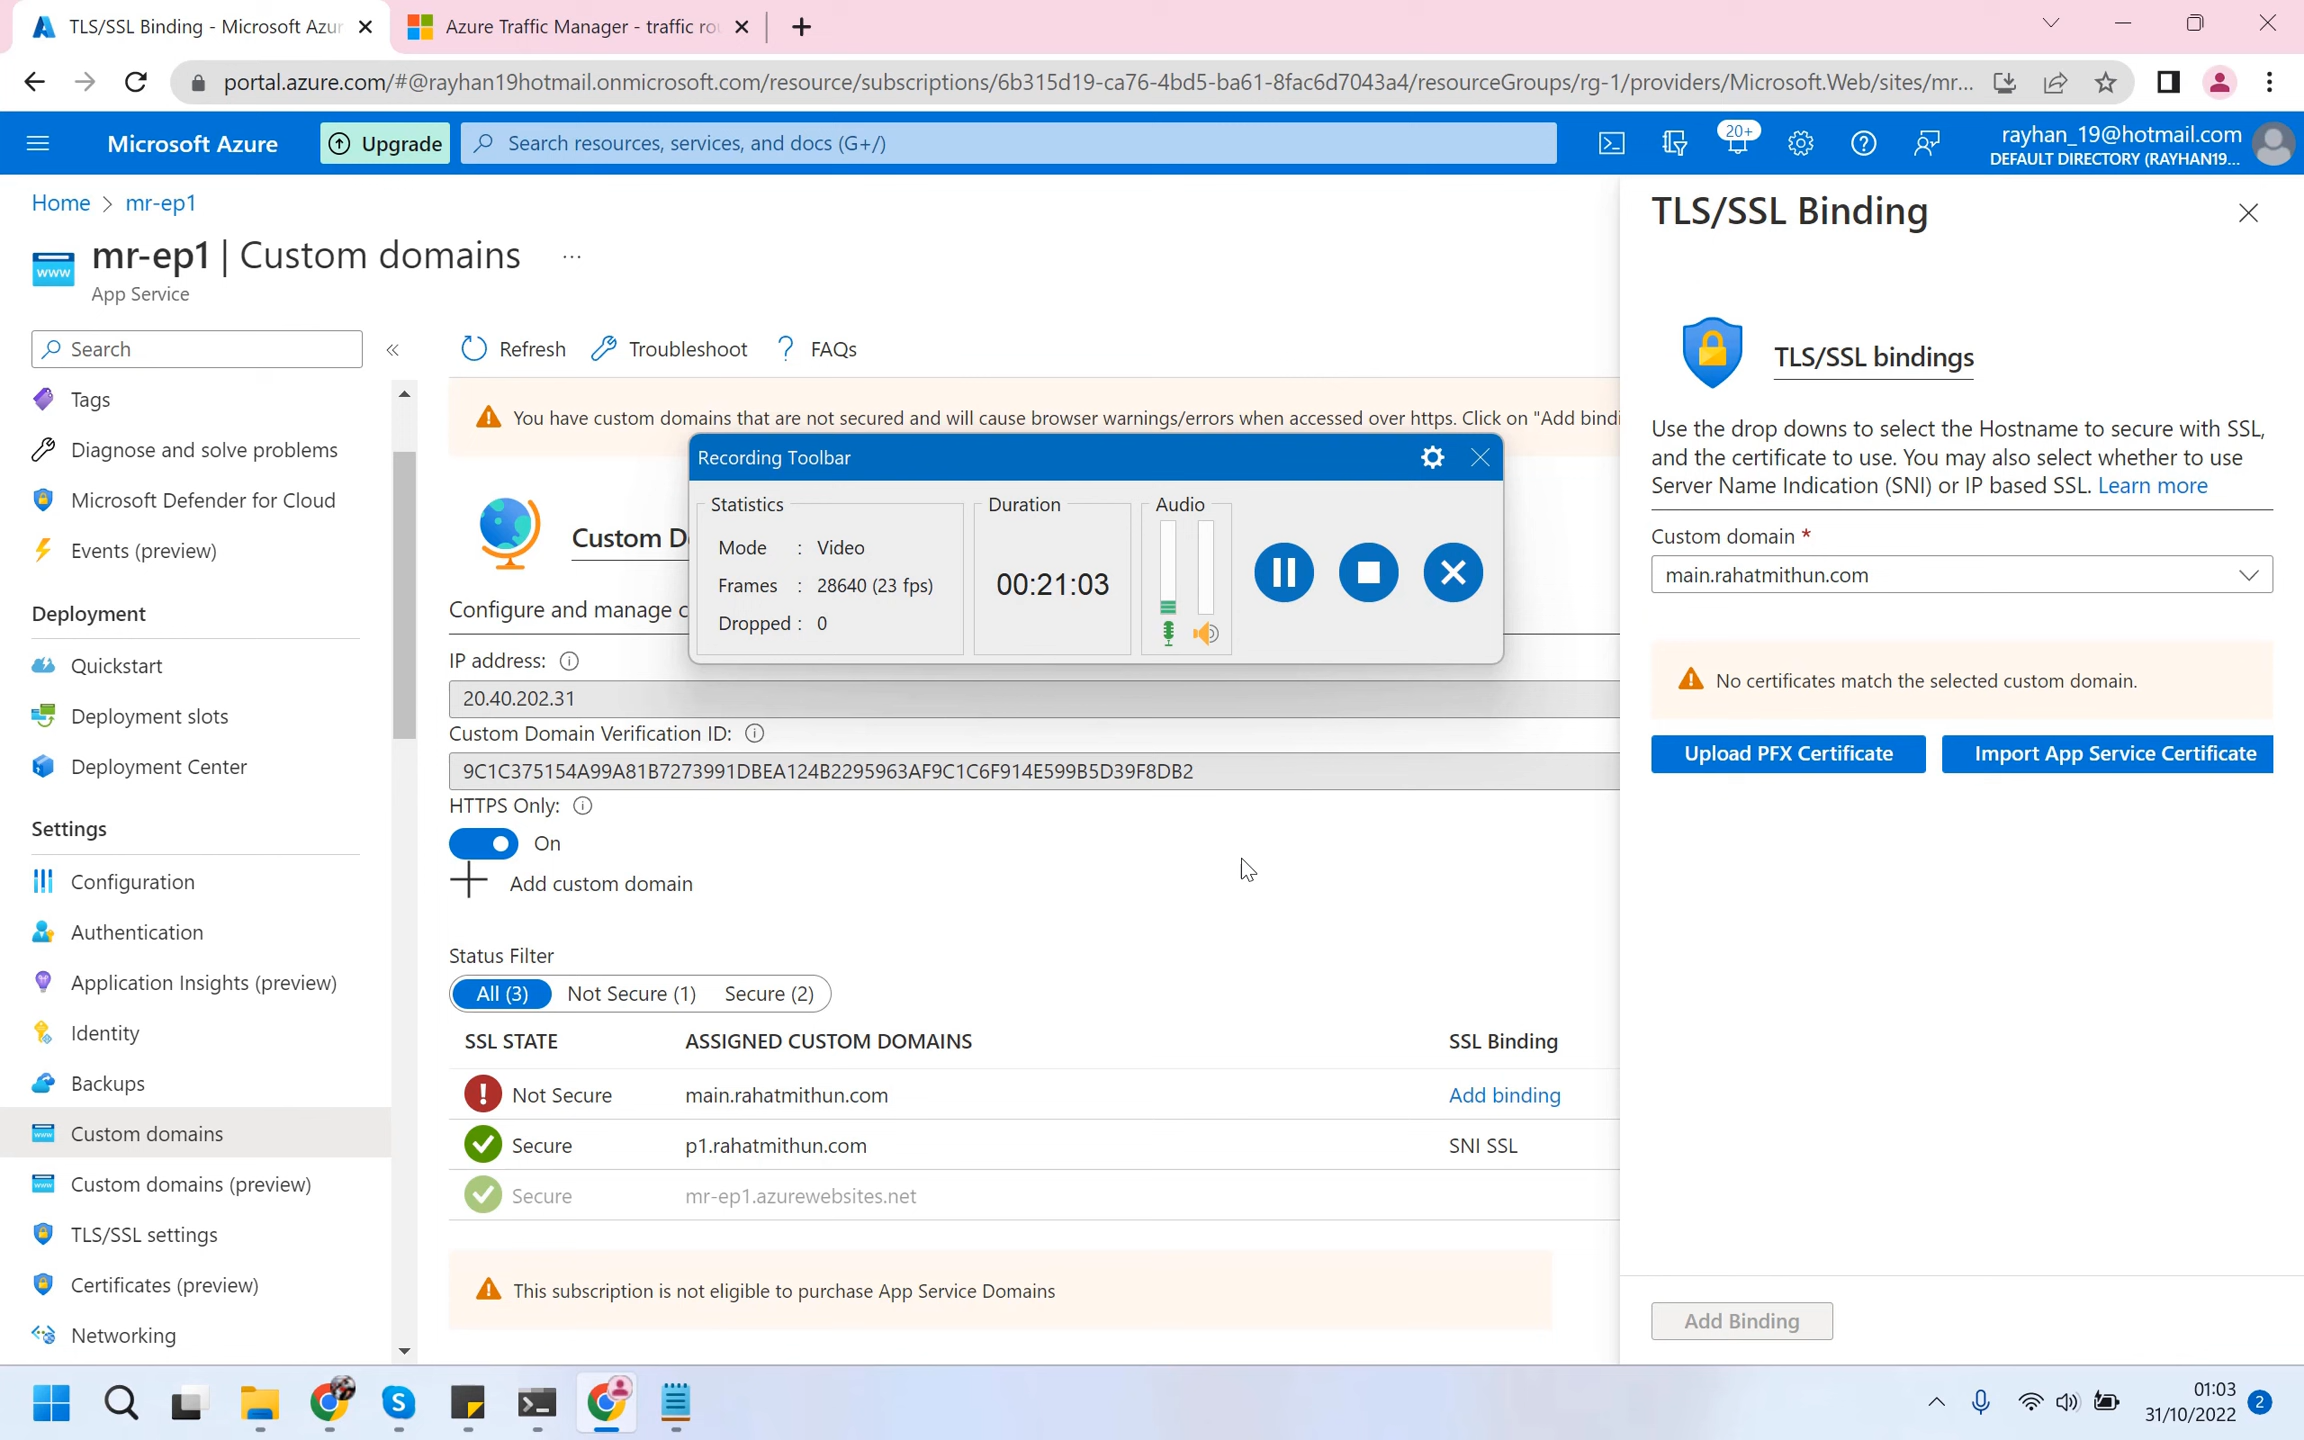 TLS/SSL Binding - Microsoft Azur
Azure Traffic Manager - traffic rou
portal.azure.com/#@rayhan19hotmail.onmicrosoft.com/resource/subscriptions/6b315d19-ca76-4bd5-ba61-8fac6d7043a4/resourceGroups/rg-1/providers/Microsoft.Web/sites/mr...
Microsoft Azure
Upgrade
Search resources, services, and docs (G+/)
20+
rayhan_19@hotmail.com
DEFAULT DIRECTORY (RAYHAN19...
Home > mr-ep1
mr-ep1 | Custom domains ...
App Service
Search
Tags
Diagnose and solve problems
Microsoft Defender for Cloud
Events (preview)
Deployment
Quickstart
Deployment slots
Deployment Center
Settings
Configuration
Authentication
Application Insights (preview)
Identity
Backups
Custom domains
Custom domains (preview)
TLS/SSL settings
Certificates (preview)
Networking
Refresh
Troubleshoot
FAQs
You have custom domains that are not secured and will cause browser warnings/errors when accessed over https. Click on "Add bindi
Custom D
Configure and manage c
Recording Toolbar
Statistics
Mode : Video
Frames : 28640 (23 fps)
Dropped : 0
Duration
00:21:03
Audio
IP address:
20.40.202.31
Custom Domain Verification ID:
9C1C375154A99A81B7273991DBEA124B2295963AF9C1C6F914E599B5D39F8DB2
HTTPS Only:
On
Add custom domain
Status Filter
All (3) Not Secure (1) Secure (2)
SSL STATE ASSIGNED CUSTOM DOMAINS SSL Binding
Not Secure main.rahatmithun.com Add binding
Secure p1.rahatmithun.com SNI SSL
Secure mr-ep1.azurewebsites.net
This subscription is not eligible to purchase App Service Domains
TLS/SSL Binding
TLS/SSL bindings
Use the drop downs to select the Hostname to secure with SSL,
and the certificate to use. You may also select whether to use
Server Name Indication (SNI) or IP based SSL. Learn more
Custom domain *
main.rahatmithun.com
No certificates match the selected custom domain.
Upload PFX Certificate
Import App Service Certificate
Add Binding
01:03
31/10/2022
2